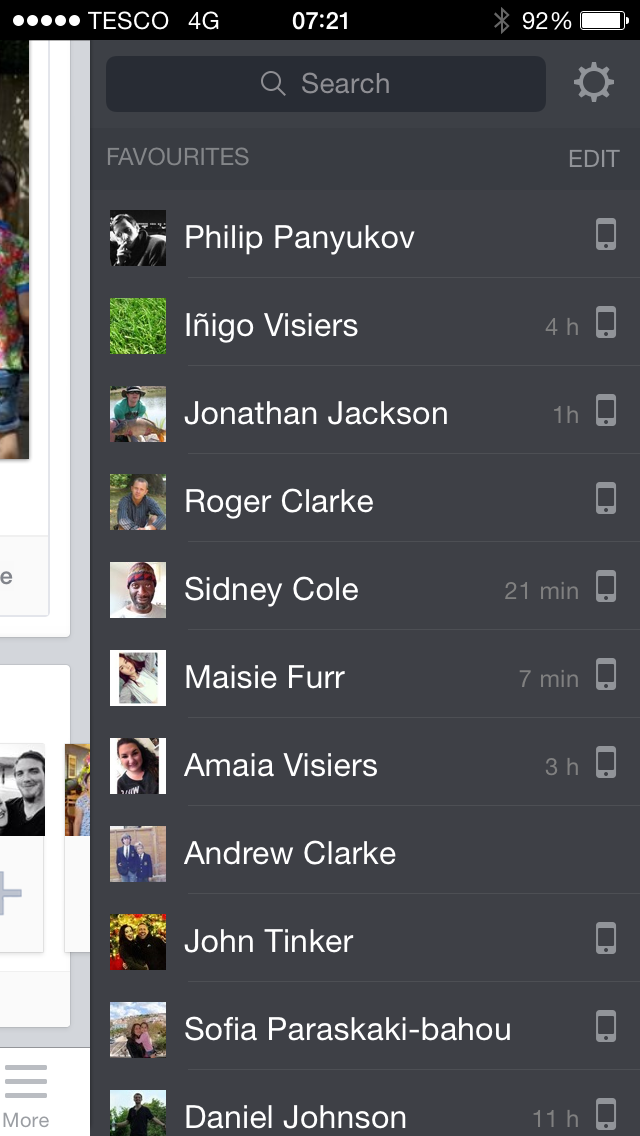 TESCO 4G 07:21 92%
Search
FAVOURITES EDIT
Philip Panyukov
Iñigo Visiers 4 h
Jonathan Jackson 1h
Roger Clarke
e
Sidney Cole 21 min
Maisie Furr 7 min
Amaia Visiers 3 h
Andrew Clarke
John Tinker
Sofia Paraskaki-bahou
Daniel Johnson 11 h
More